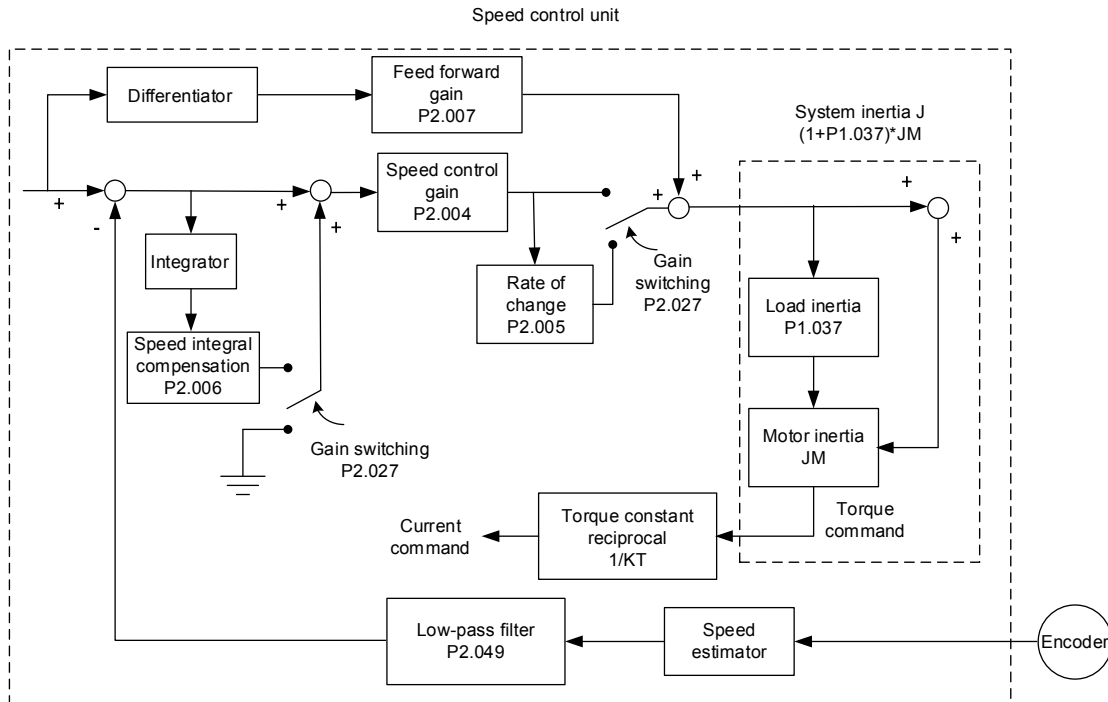 Speed control unit
Differentiator
Feed forward
gain
P2.007
System inertia J
(1+P1.037)*JM
+
-
+
+
Speed control
gain
P2.004
+
+
+
+
Integrator
Speed integral
compensation
P2.006
Gain switching
P2.027
Rate of
change
P2.005
Gain
switching
P2.027
Load inertia
P1.037
Motor inertia
JM
Torque
command
Torque constant
reciprocal
1/KT
Current
command
Low-pass filter
P2.049
Speed
estimator
Encoder